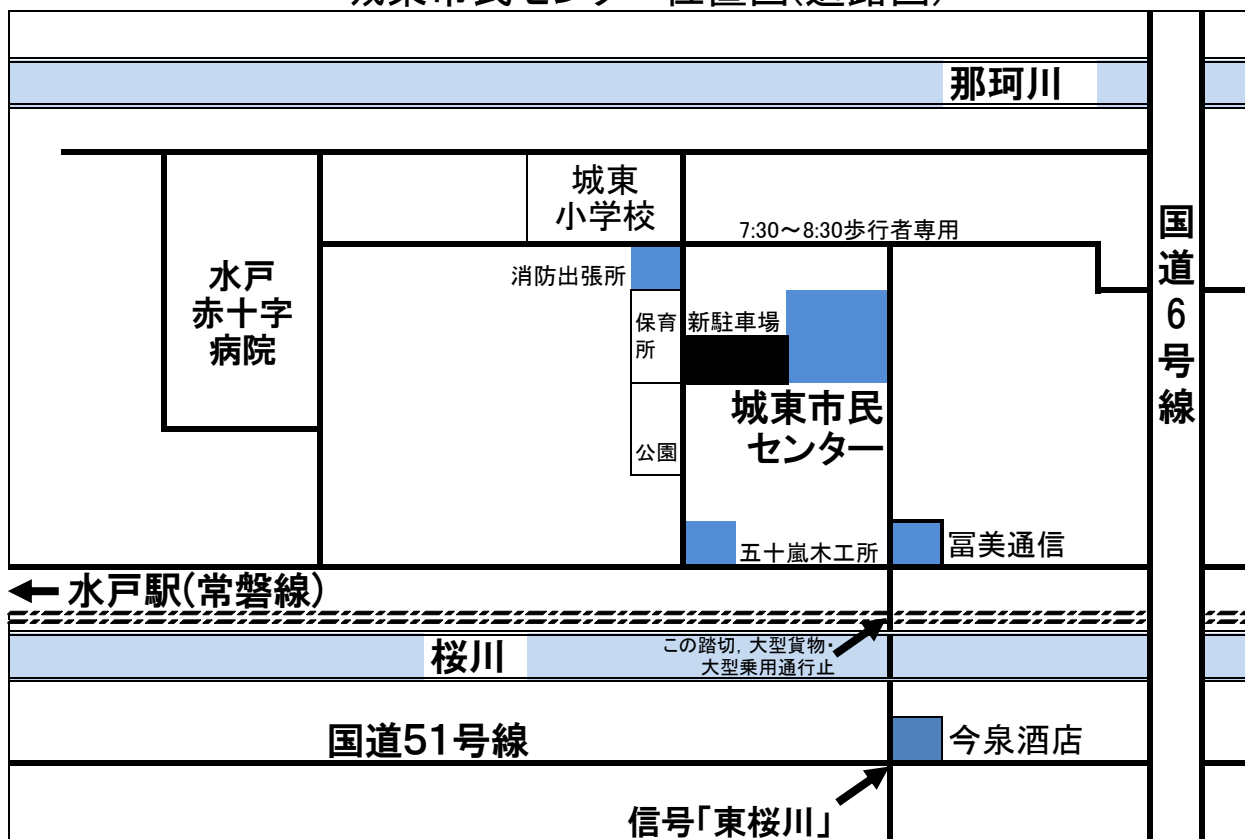 那珂川
城東
小学校
7:30～8:30歩行者専用
国道6号線
水戸
赤十字
病院
消防出張所
保育
所
新駐車場
城東市民
センター
公園
五十嵐木工所
冨美通信
水戸駅(常磐線)
桜川
この踏切，大型貨物・
大型乗用通行止
国道51号線
今泉酒店
信号「東桜川」